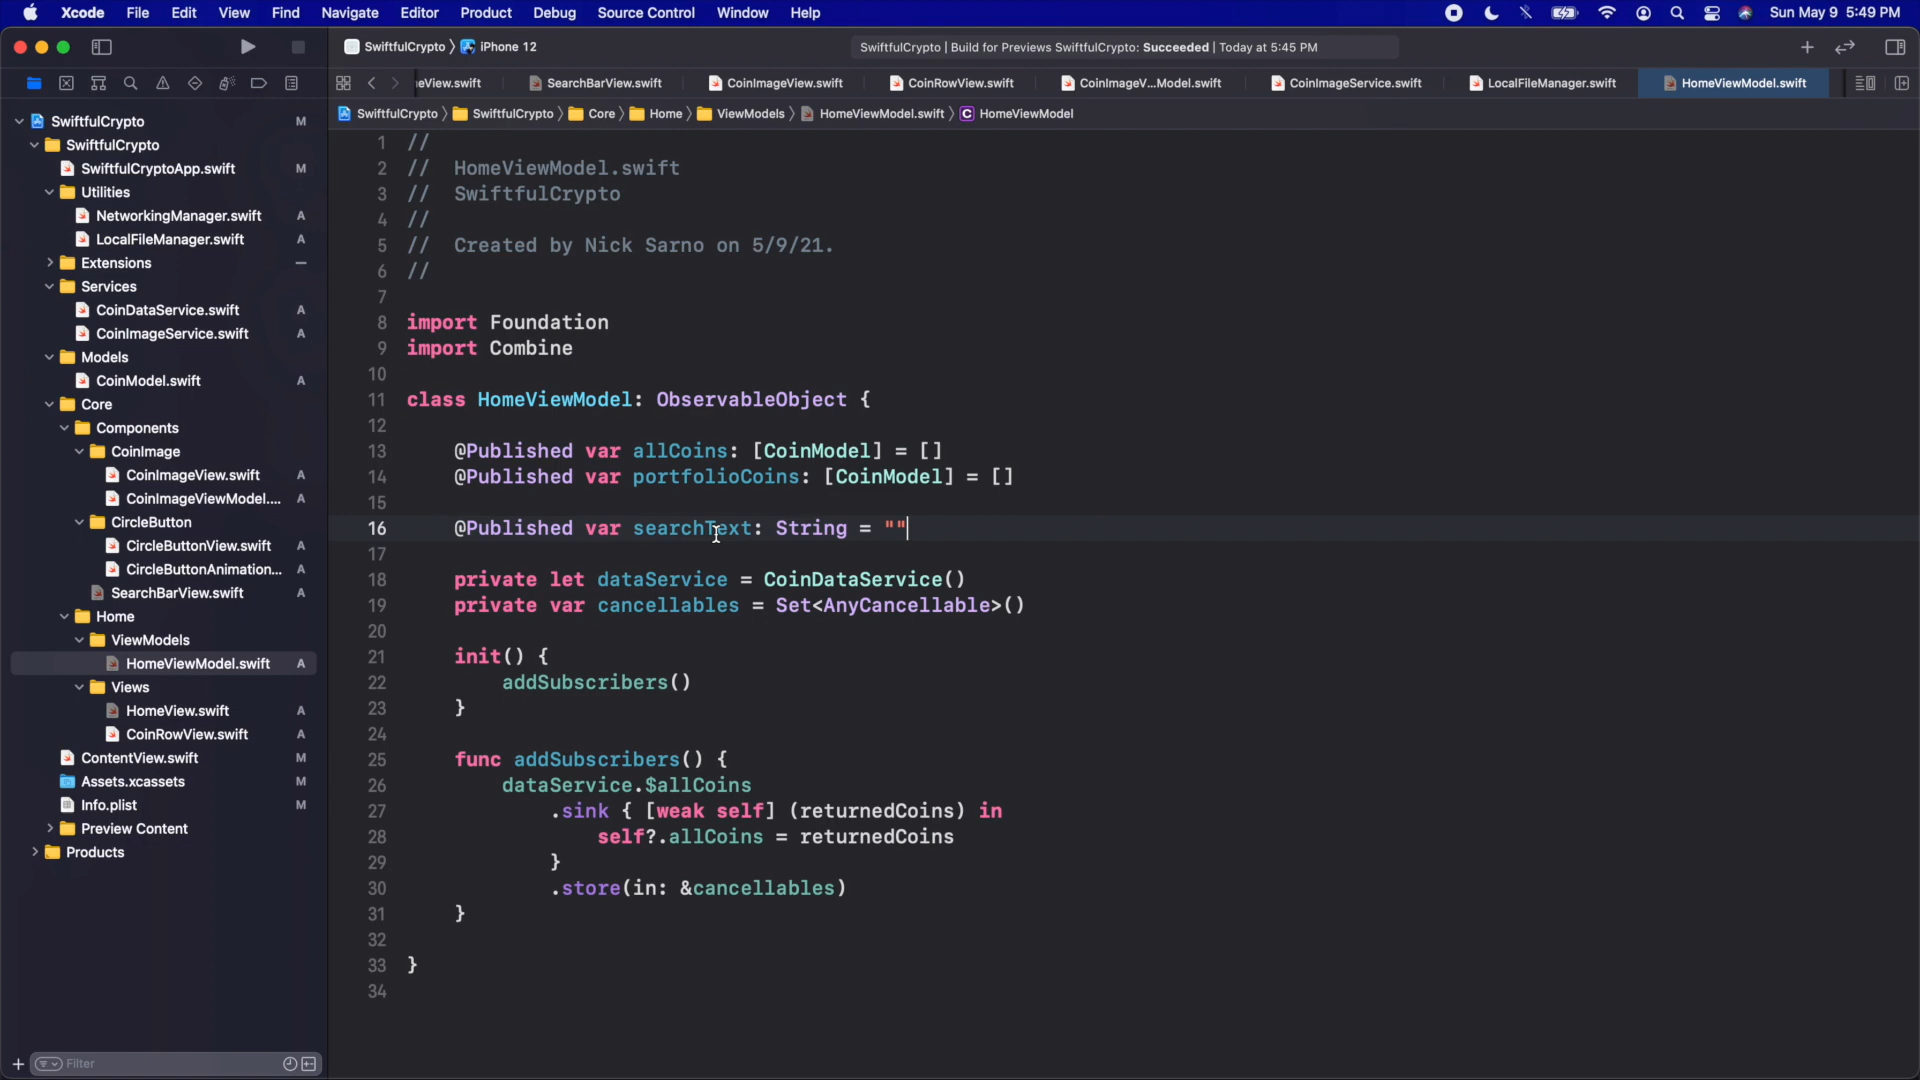 Xcode File Edit View Find Navigate Editor Product Debug Source Control Window Help Sun May 9 5:49 PM
SwiftfulCrypto 〉 iPhone 12 SwiftfulCrypto | Build for Previews SwiftfulCrypto: Succeeded | Today at 5:45 PM
eView.swift SearchBarView.swift CoinImageView.swift CoinRowView.swift CoinImageV...Model.swift CoinImageService.swift LocalFileManager.swift HomeViewModel.swift
SwiftfulCrypto 〉 SwiftfulCrypto 〉 Core 〉 Home 〉 ViewModels 〉 HomeViewModel.swift 〉 C HomeViewModel
SwiftfulCrypto M
SwiftfulCrypto
SwiftfulCryptoApp.swift M
Utilities
NetworkingManager.swift A
LocalFileManager.swift A
Extensions
Services
CoinDataService.swift A
CoinImageService.swift A
Models
CoinModel.swift A
Core
Components
CoinImage
CoinImageView.swift A
CoinImageViewModel.... A
CircleButton
CircleButtonView.swift A
CircleButtonAnimation... A
SearchBarView.swift A
Home
ViewModels
HomeViewModel.swift A
Views
HomeView.swift A
CoinRowView.swift A
ContentView.swift M
Assets.xcassets M
Info.plist M
Preview Content
Products
Filter
1 //
2 //  HomeViewModel.swift
3 //  SwiftfulCrypto
4 //
5 //  Created by Nick Sarno on 5/9/21.
6 //
7
8 import Foundation
9 import Combine
10
11 class HomeViewModel: ObservableObject {
12
13     @Published var allCoins: [CoinModel] = []
14     @Published var portfolioCoins: [CoinModel] = []
15
16     @Published var searchText: String = ""
17
18     private let dataService = CoinDataService()
19     private var cancellables = Set<AnyCancellable>()
20
21     init() {
22         addSubscribers()
23     }
24
25     func addSubscribers() {
26         dataService.$allCoins
27             .sink { [weak self] (returnedCoins) in
28                 self?.allCoins = returnedCoins
29             }
30             .store(in: &cancellables)
31     }
32
33 }
34